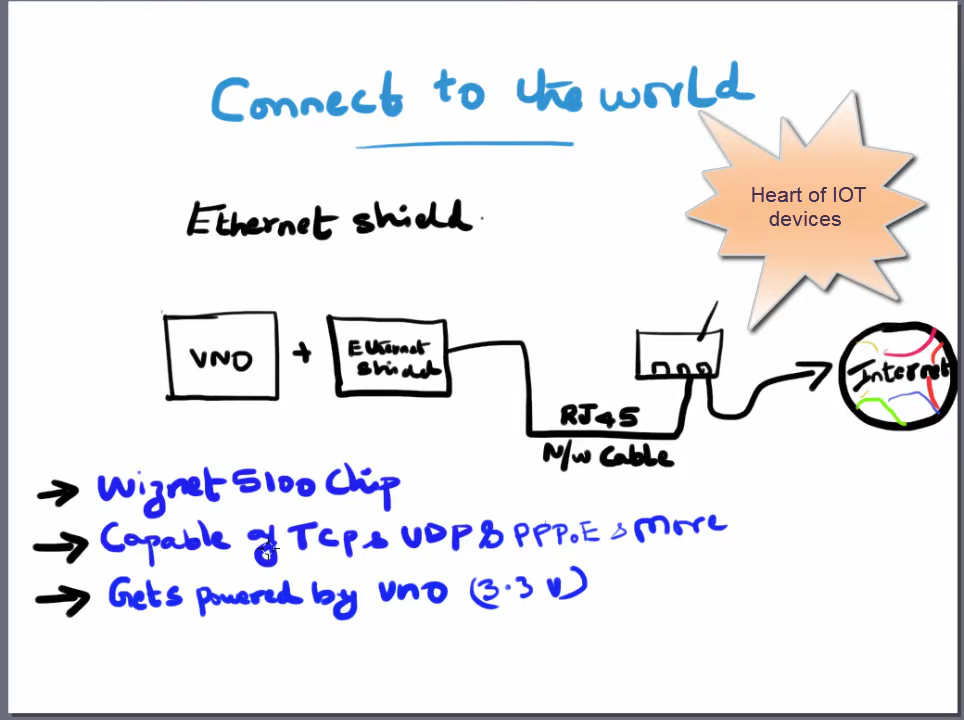 Connect to the world
Heart of IOT
devices
Ethernet shield
UNO
+
Ethernet
Shield
Internet
RJ45
N/w Cable
→ Wiznet 5100 Chip
→ Capable of TCP & UDP & PPPoE & more
→ Gets powered by UNO (3.3 V)